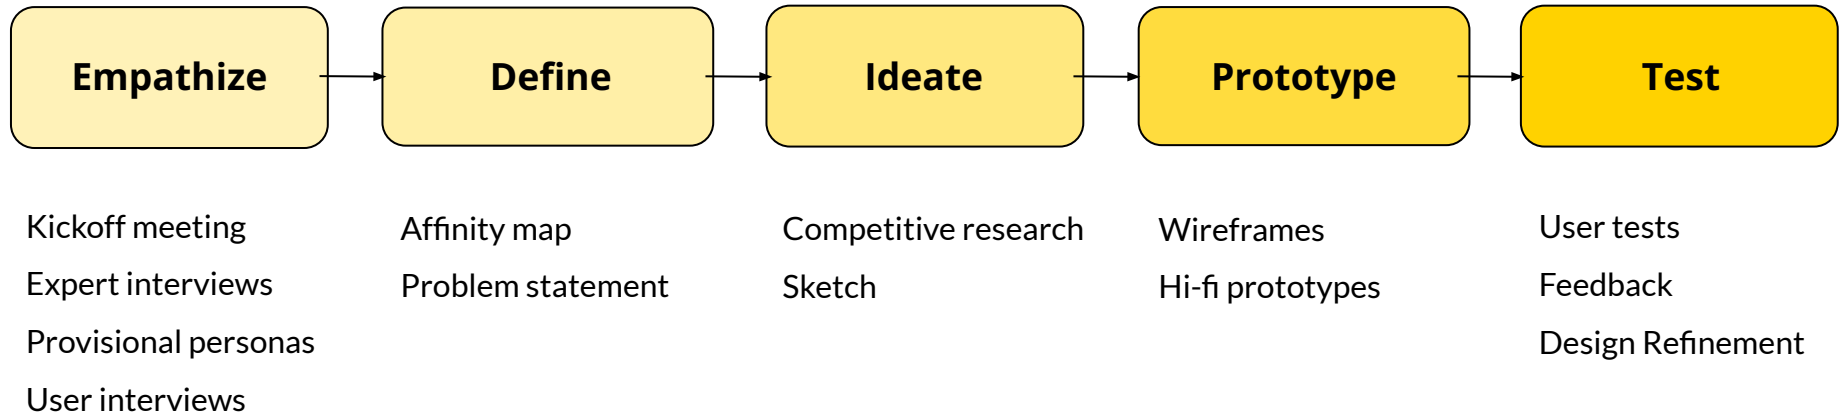 Empathize
Define
Ideate
Prototype
Test
Kickoff meeting
Expert interviews
Provisional personas
User interviews
Affinity map
Problem statement
Competitive research
Sketch
Wireframes
Hi-fi prototypes
User tests
Feedback
Design Refinement